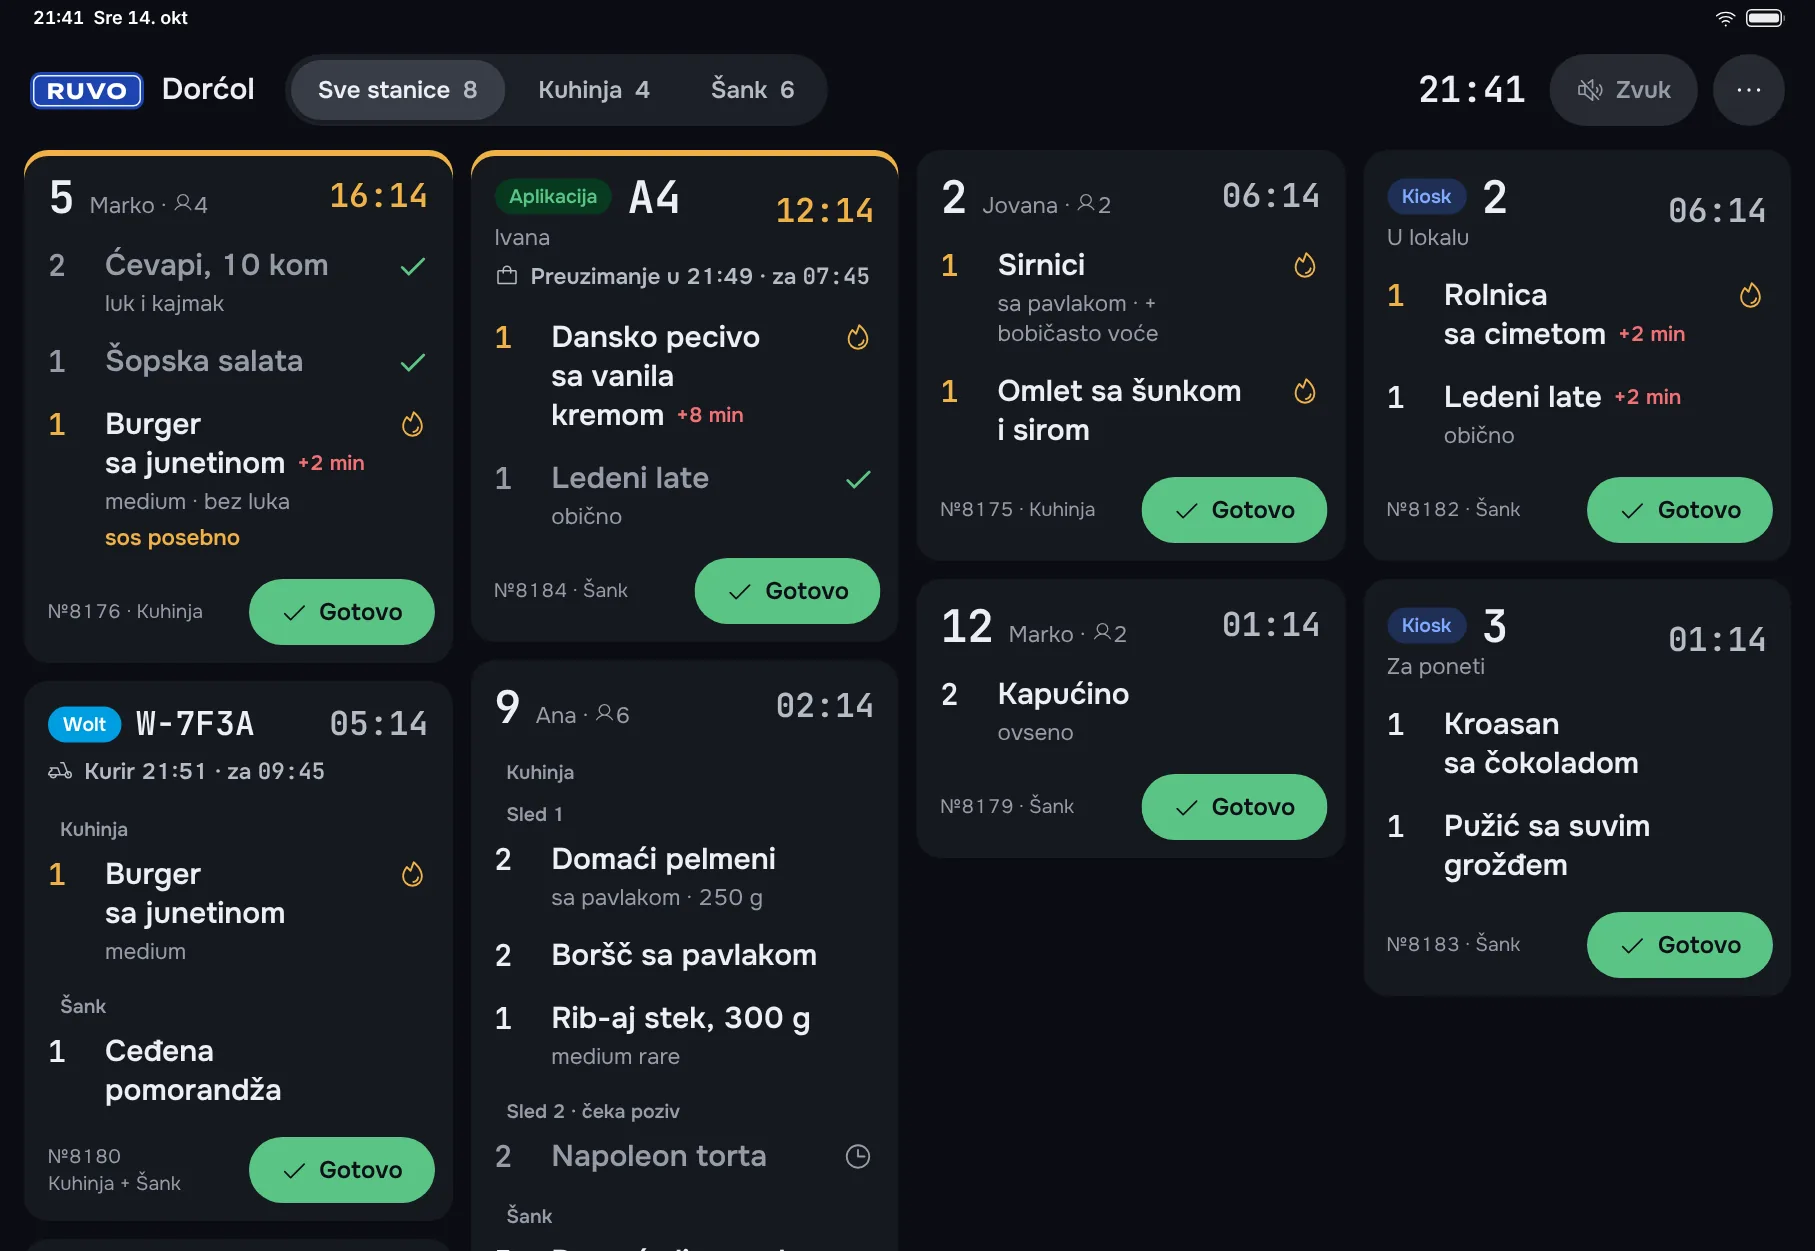 21:41 Sre 14. okt
RUVO Dorćol
Sve stanice 8
Kuhinja 4
Šank 6
21:41
Zvuk
5 Marko · 4 16:14
2 Ćevapi, 10 kom
luk i kajmak
1 Šopska salata
1 Burger
sa junetinom +2 min
medium · bez luka
sos posebno
№8176 · Kuhinja
Gotovo
Wolt W-7F3A 05:14
Kurir 21:51 · za 09:45
Kuhinja
1 Burger
sa junetinom
medium
Šank
1 Ceđena
pomorandža
№8180
Kuhinja + Šank
Gotovo
Aplikacija A4 12:14
Ivana
Preuzimanje u 21:49 · za 07:45
1 Dansko pecivo
sa vanila
kremom +8 min
1 Ledeni late
obično
№8184 · Šank
Gotovo
9 Ana · 6 02:14
Kuhinja
Sled 1
2 Domaći pelmeni
sa pavlakom · 250 g
2 Boršč sa pavlakom
1 Rib-aj stek, 300 g
medium rare
Sled 2 · čeka poziv
2 Napoleon torta
Šank
2 Jovana · 2 06:14
1 Sirnici
sa pavlakom · +
bobičasto voće
1 Omlet sa šunkom
i sirom
№8175 · Kuhinja
Gotovo
12 Marko · 2 01:14
2 Kapućino
ovseno
№8179 · Šank
Gotovo
Kiosk 2 06:14
U lokalu
1 Rolnica
sa cimetom +2 min
1 Ledeni late +2 min
obično
№8182 · Šank
Gotovo
Kiosk 3 01:14
Za poneti
1 Kroasan
sa čokoladom
1 Pužić sa suvim
grožđem
№8183 · Šank
Gotovo